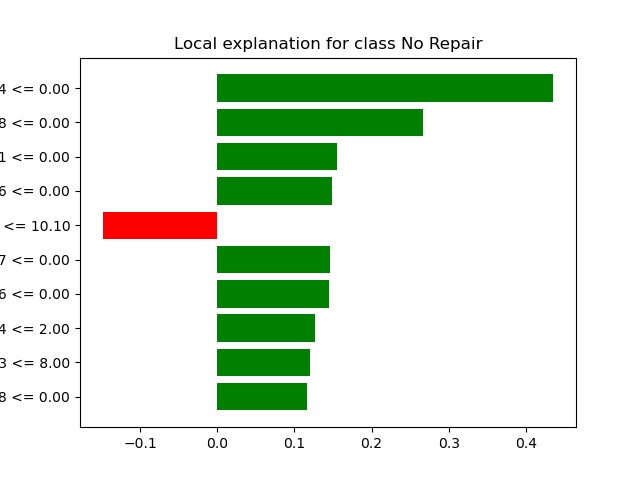 Local explanation for class No Repair
4 <= 0.00
8 <= 0.00
1 <= 0.00
6 <= 0.00
<= 10.10
7 <= 0.00
6 <= 0.00
4 <= 2.00
3 <= 8.00
8 <= 0.00
−0.1 0.0 0.1 0.2 0.3 0.4